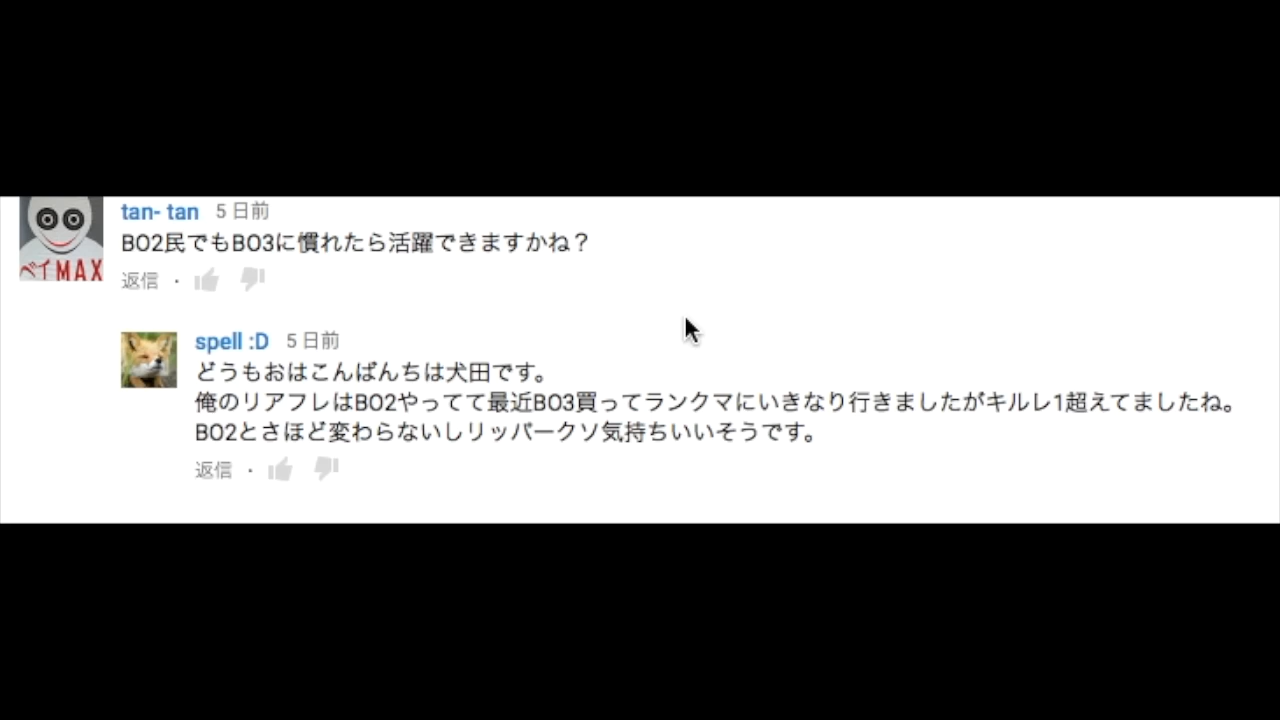 ベイMAX
tan- tan 5 日前
BO2民でもBO3に慣れたら活躍できますかね？
返信 ·
spell :D 5 日前
どうもおはこんばんちは犬田です。
俺のリアフレはBO2やってて最近BO3買ってランクマにいきなり行きましたがキルレ1超えてましたね。
BO2とさほど変わらないしリッパークソ気持ちいいそうです。
返信 ·